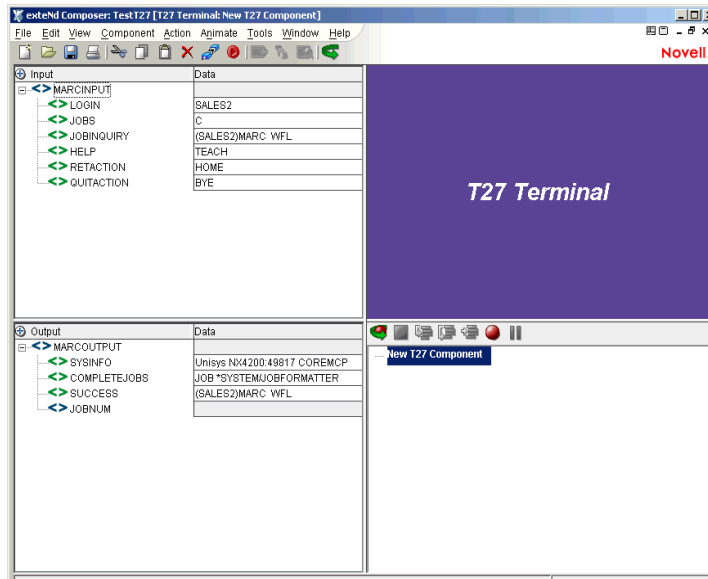 exteNd Composer: TestT27 [T27 Terminal: New T27 Component]
File Edit View Component Action Animate Tools Window Help
Novell.
Input Data
MARCINPUT
LOGIN SALES2
JOBS C
JOBINQUIRY (SALES2)MARC WFL
HELP TEACH
RETACTION HOME
QUITACTION BYE
T27 Terminal
Output Data
MARCOUTPUT
SYSINFO Unisys NX4200:49817 COREMCP
COMPLETEJOBS JOB *SYSTEM/JOBFORMATTER
SUCCESS (SALES2)MARC WFL
JOBNUM
New T27 Component